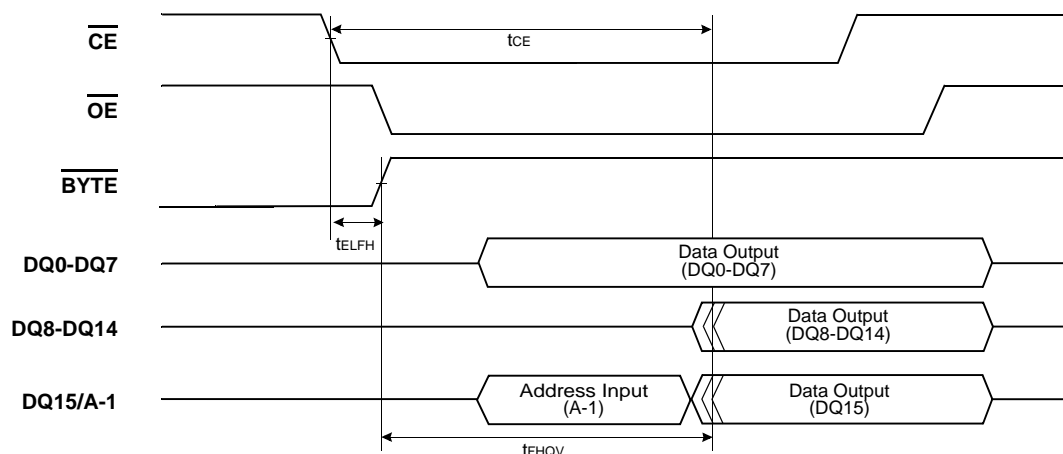 CE
tCE
OE
BYTE
tELFH
DQ0-DQ7
Data Output
(DQ0-DQ7)
DQ8-DQ14
Data Output
(DQ8-DQ14)
DQ15/A-1
Address Input
(A-1)
Data Output
(DQ15)
tFHQV